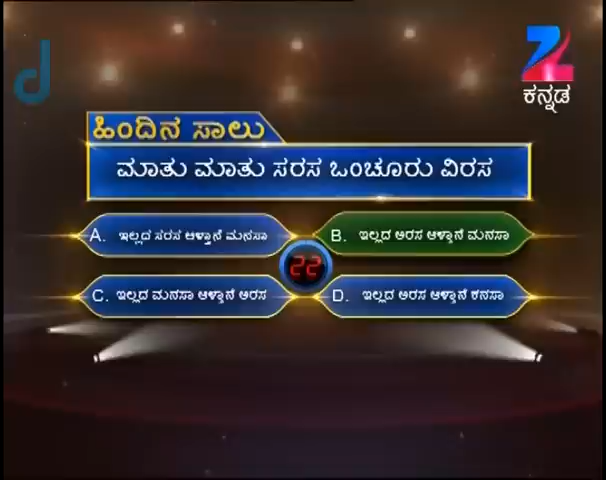 ಕನ್ನಡ
ಹಿಂದಿನ ಸಾಲು
ಮಾತು ಮಾತು ಸರಸ ಒಂಚೂರು ವಿರಸ
A. ಇಲ್ಲದ ಸರಸ ಆಳ್ತಾನೆ ಮನಸಾ
B. ಇಲ್ಲದ ಅರಸ ಆಳ್ತಾನೆ ಮನಸಾ
22
C. ಇಲ್ಲದ ಮನಸಾ ಆಳ್ತಾನೆ ಅರಸ
D. ಇಲ್ಲದ ಅರಸ ಆಳ್ತಾನೆ ಕನಸಾ